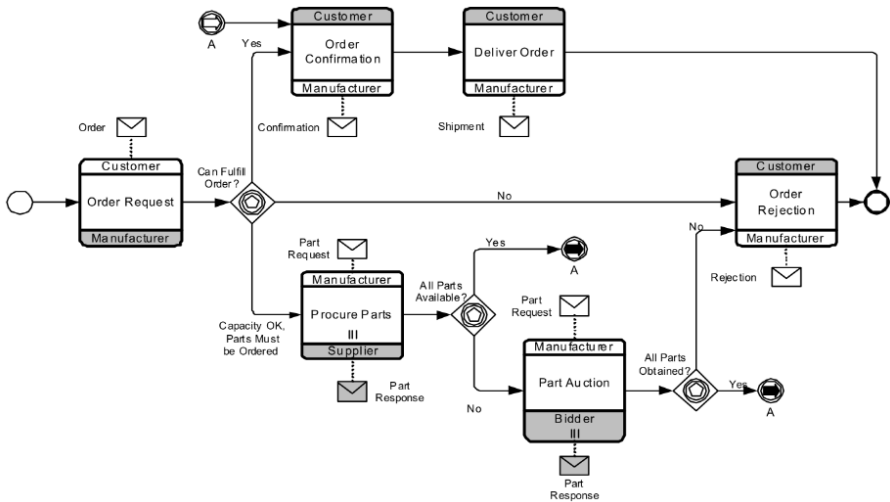 Customer
Customer
A
Yes
Order
Confirmation
Deliver Order
Manufacturer
Manufacturer
Order
Confirmation
Shipment
Customer
Can Fulfill
Order?
Customer
Order Request
No
Order
Rejection
Manufacturer
Manufacturer
Part
Request
Yes
No
Manufacturer
All Parts
Available?
A
Rejection
Part
Request
Procure Parts
Capacity OK,
Parts Must
be Ordered
Supplier
Manufacturer
All Parts
Obtained?
Part
Response
No
Part Auction
Yes
A
Bidder
Part
Response